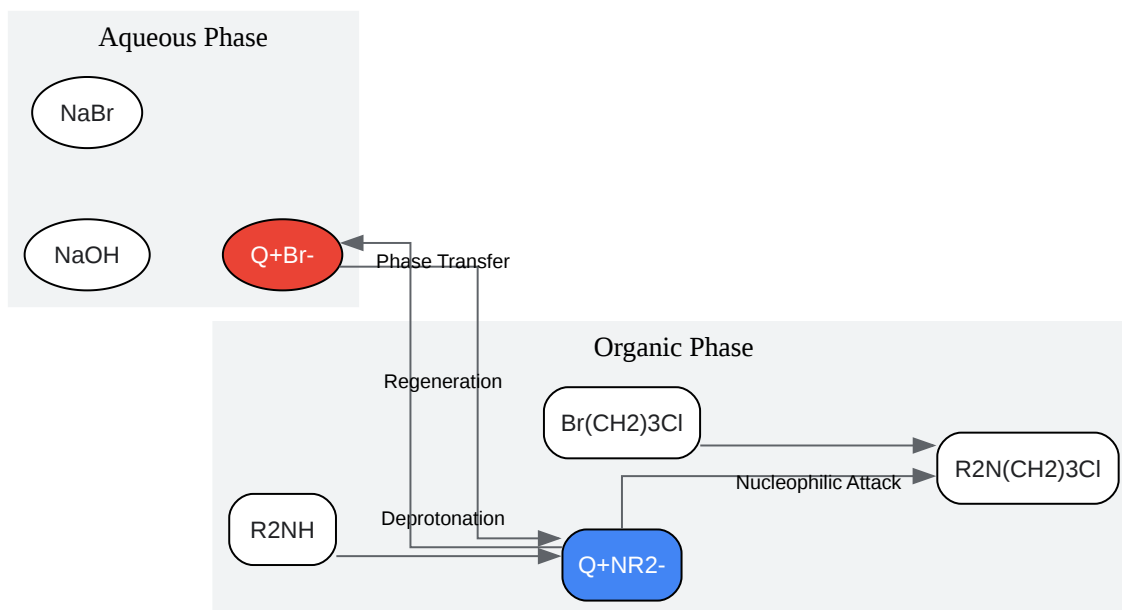 Aqueous Phase
NaBr
NaOH
Q+Br-
Phase Transfer
Organic Phase
Regeneration
Br(CH2)3Cl
R2N(CH2)3Cl
Nucleophilic Attack
Deprotonation
R2NH
Q+NR2-